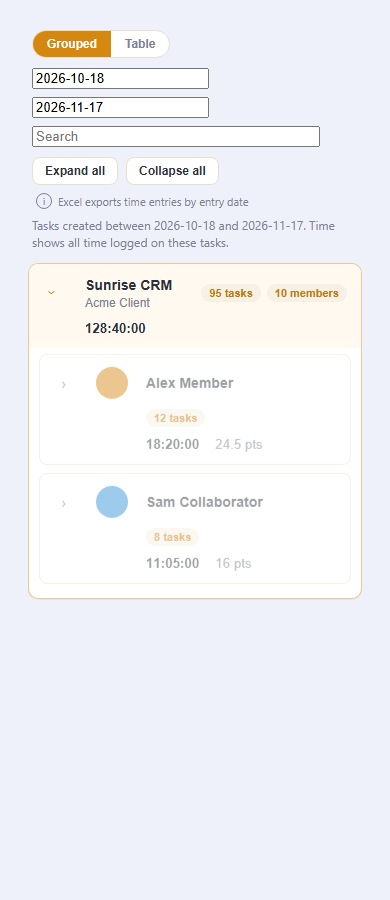 Grouped Table
2026-10-18
2026-11-17
Search
Expand all Collapse all
Excel exports time entries by entry date
Tasks created between 2026-10-18 and 2026-11-17. Time
shows all time logged on these tasks.
Sunrise CRM
Acme Client
95 tasks 10 members
128:40:00
Alex Member
12 tasks
18:20:00 24.5 pts
Sam Collaborator
8 tasks
11:05:00 16 pts